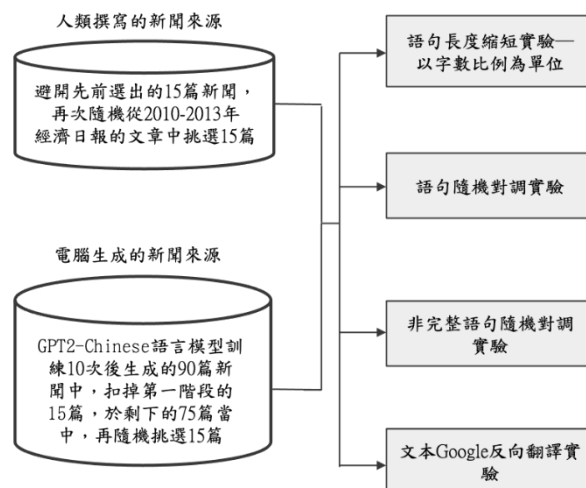 人類撰寫的新聞來源
避開先前選出的15篇新聞，
再次隨機從2010-2013年
經濟日報的文章中挑選15篇
電腦生成的新聞來源
GPT2-Chinese語言模型訓
練10次後生成的90篇新
聞中，扣掉第一階段的
15篇，於剩下的75篇當
中，再隨機挑選15篇
語句長度縮短實驗—
以字數比例為單位
語句隨機對調實驗
非完整語句隨機對調
實驗
文本Google反向翻譯實
驗